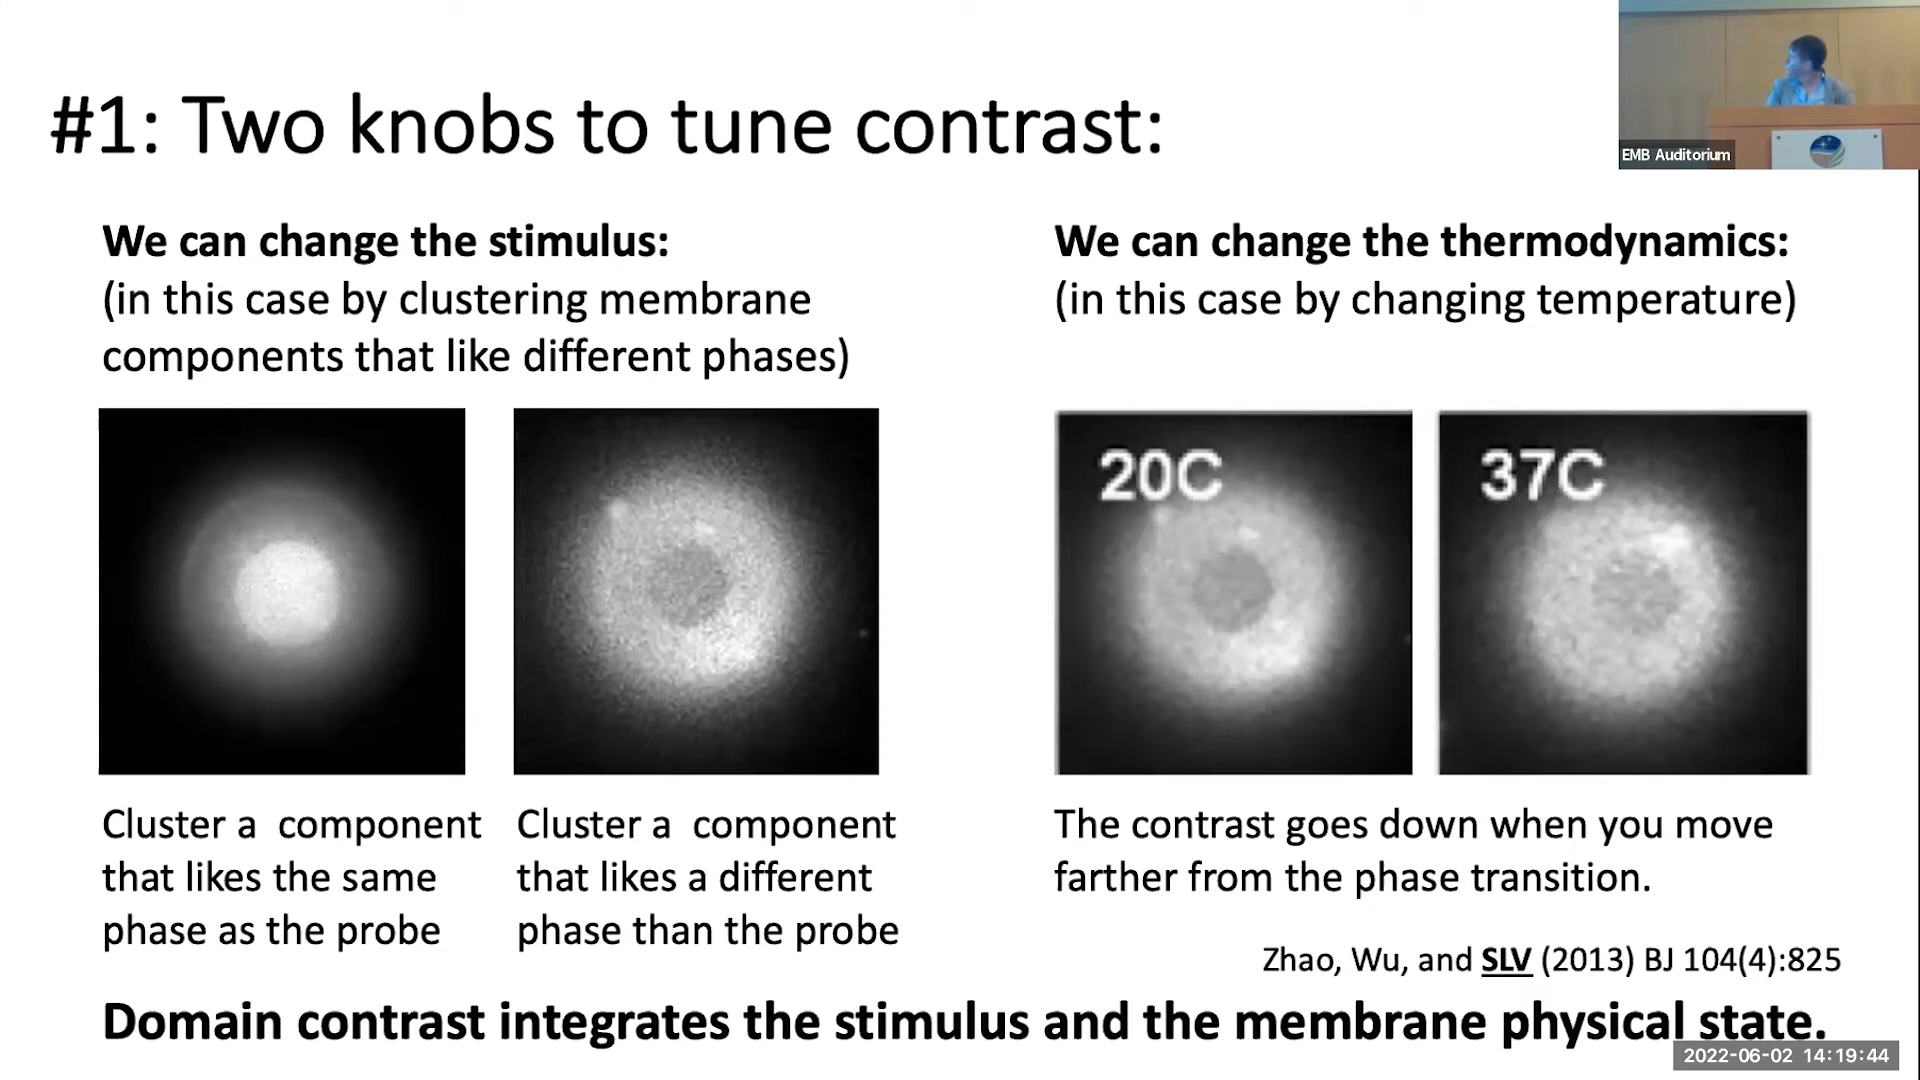 #1: Two knobs to tune contrast:
EMB Auditorium
We can change the stimulus:
(in this case by clustering membrane
components that like different phases)
Cluster a component
that likes the same
phase as the probe
Cluster a component
that likes a different
phase than the probe
We can change the thermodynamics:
(in this case by changing temperature)
20C
37C
The contrast goes down when you move
farther from the phase transition.
Zhao, Wu, and SLV (2013) BJ 104(4):825
Domain contrast integrates the stimulus and the membrane physical state.
2022-06-02 14:19:44